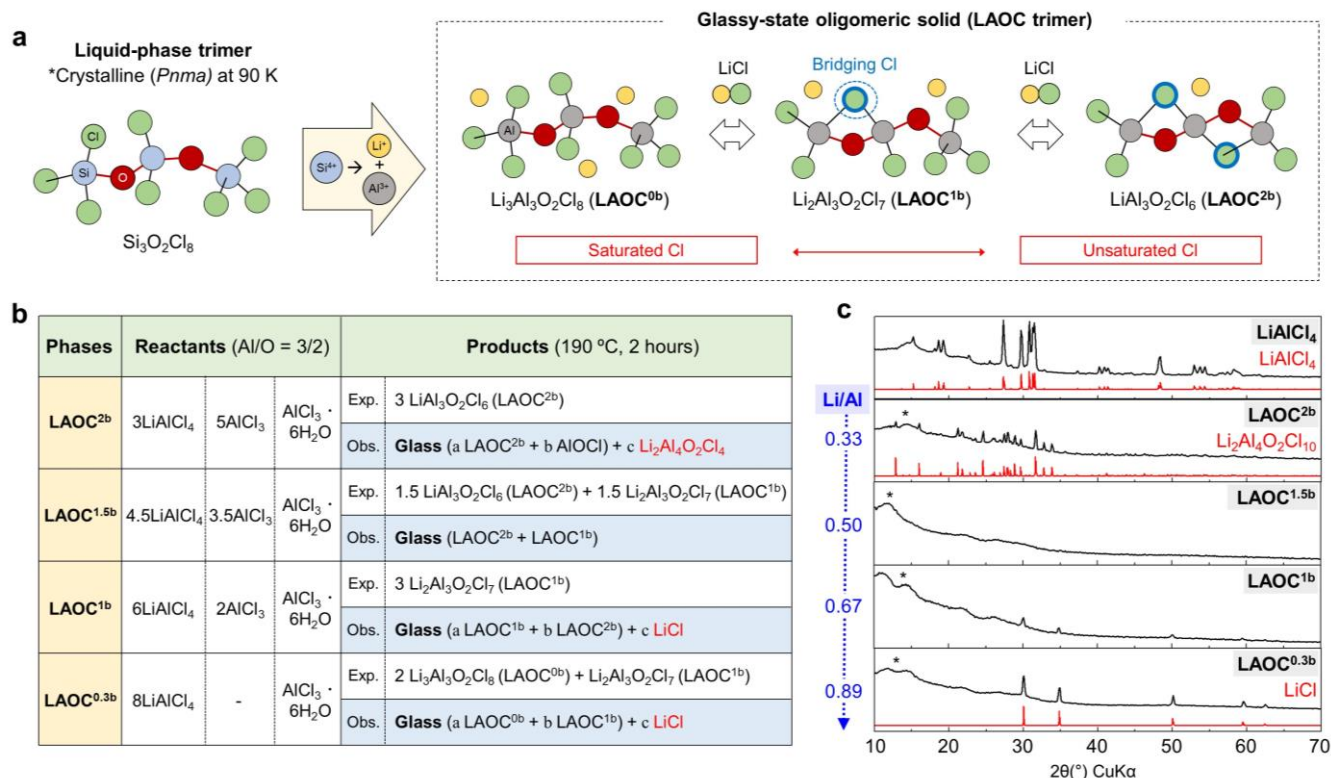 a
Liquid-phase trimer
*Crystalline (Pnma) at 90 K
Cl
Si
O
Si₃O₂Cl₈
Si⁴⁺ → Li⁺
+
Al³⁺
Glassy-state oligomeric solid (LAOC trimer)
Al
LiCl
Bridging Cl
LiCl
Li₃Al₃O₂Cl₈ (LAOC⁰ᵇ)
Li₂Al₃O₂Cl₇ (LAOC¹ᵇ)
LiAl₃O₂Cl₆ (LAOC²ᵇ)
Saturated Cl
Unsaturated Cl
b
Phases Reactants (Al/O = 3/2) Products (190 ºC, 2 hours)
LAOC²ᵇ 3LiAlCl₄ 5AlCl₃ AlCl₃ · 6H₂O
Exp. 3 LiAl₃O₂Cl₆ (LAOC²ᵇ)
Obs. Glass (a LAOC²ᵇ + b AlOCl) + c Li₂Al₄O₂Cl₄
LAOC¹·⁵ᵇ 4.5LiAlCl₄ 3.5AlCl₃ AlCl₃ · 6H₂O
Exp. 1.5 LiAl₃O₂Cl₆ (LAOC²ᵇ) + 1.5 Li₂Al₃O₂Cl₇ (LAOC¹ᵇ)
Obs. Glass (LAOC²ᵇ + LAOC¹ᵇ)
LAOC¹ᵇ 6LiAlCl₄ 2AlCl₃ AlCl₃ · 6H₂O
Exp. 3 Li₂Al₃O₂Cl₇ (LAOC¹ᵇ)
Obs. Glass (a LAOC¹ᵇ + b LAOC²ᵇ) + c LiCl
LAOC⁰·³ᵇ 8LiAlCl₄ - AlCl₃ · 6H₂O
Exp. 2 Li₃Al₃O₂Cl₈ (LAOC⁰ᵇ) + Li₂Al₃O₂Cl₇ (LAOC¹ᵇ)
Obs. Glass (a LAOC⁰ᵇ + b LAOC¹ᵇ) + c LiCl
c
LiAlCl₄
LiAlCl₄
Li/Al
LAOC²ᵇ
0.33
Li₂Al₄O₂Cl₁₀
*
LAOC¹·⁵ᵇ
*
0.50
LAOC¹ᵇ
*
0.67
LAOC⁰·³ᵇ
*
0.89
LiCl
10 20 30 40 50 60 70
2θ(°) CuKα